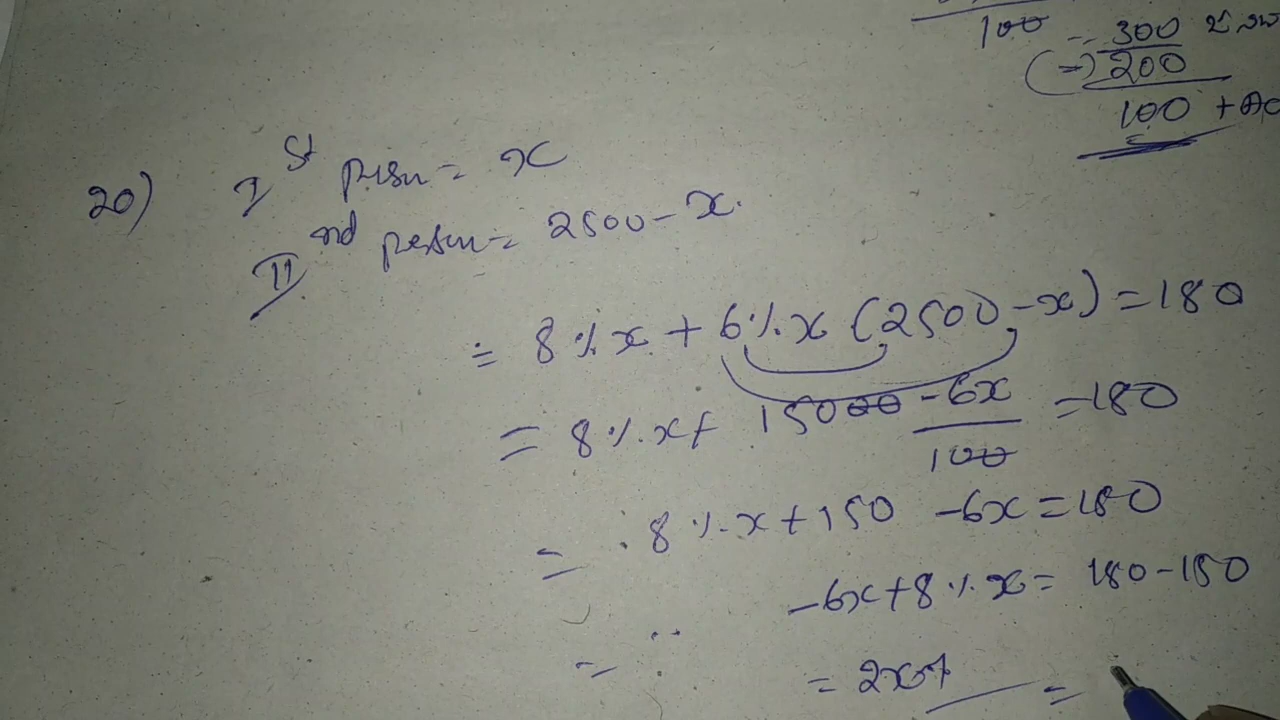 100 - 300
(-) 200
100
20) I st person = x
II nd person = 2500 - x.
= 8 % x + 6 % x (2500 - x) = 180
= 8 % x + 15000 - 6x / 100 = 180
= 8 % x + 150 - 6x = 180
-6x + 8 % x = 180 - 150
= 2x% =